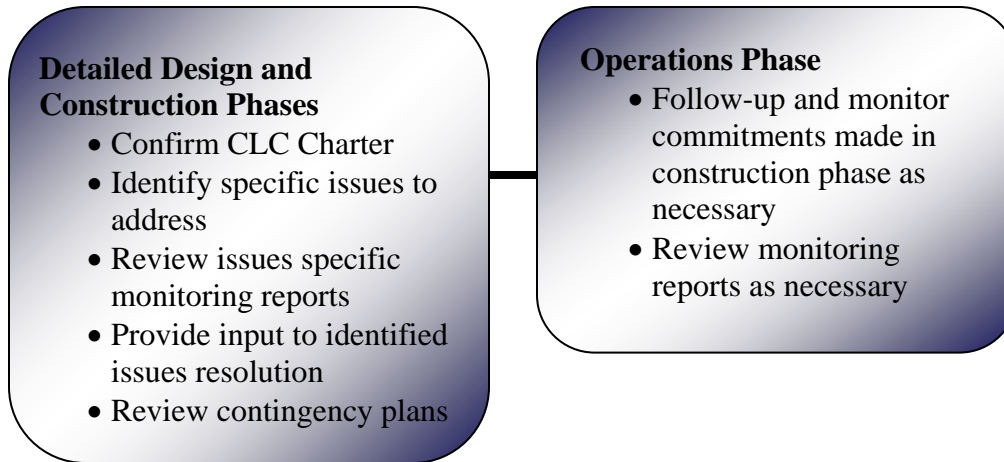 Detailed Design and
Construction Phases
• Confirm CLC Charter
• Identify specific issues to
address
• Review issues specific
monitoring reports
• Provide input to identified
issues resolution
• Review contingency plans
Operations Phase
• Follow-up and monitor
commitments made in
construction phase as
necessary
• Review monitoring
reports as necessary